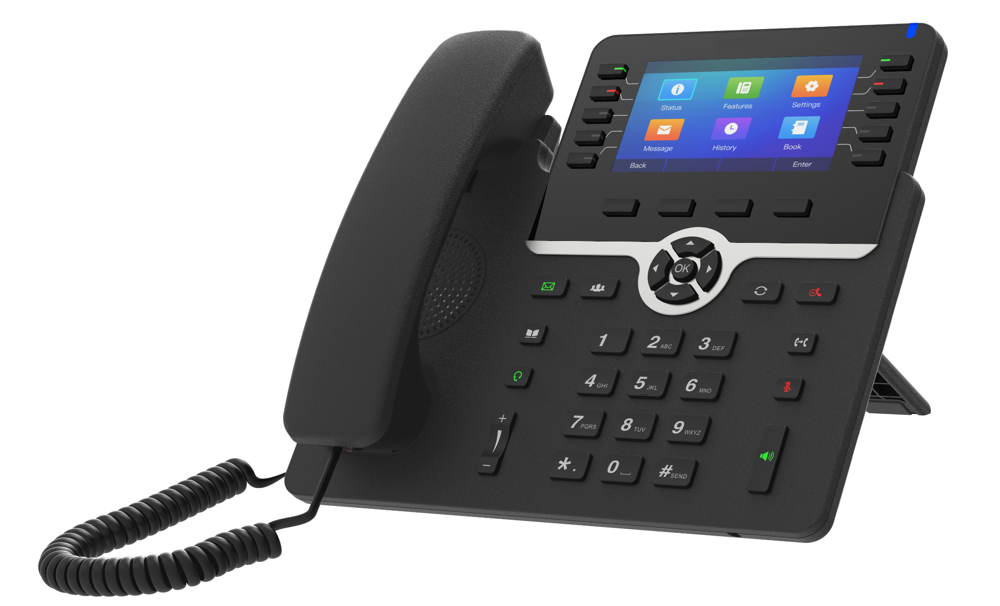 Status Features Settings
Message History Book
Back Enter
OK
1 2 ABC 3 DEF
4 GHI 5 JKL 6 MNO
+
7 PQRS 8 TUV 9 WXYZ
−
*. 0 # SEND